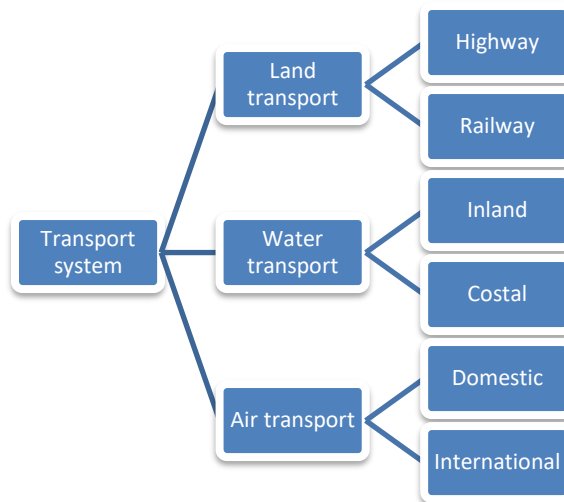 Transport
system
Land
transport
Highway
Railway
Water
transport
Inland
Costal
Air transport
Domestic
International